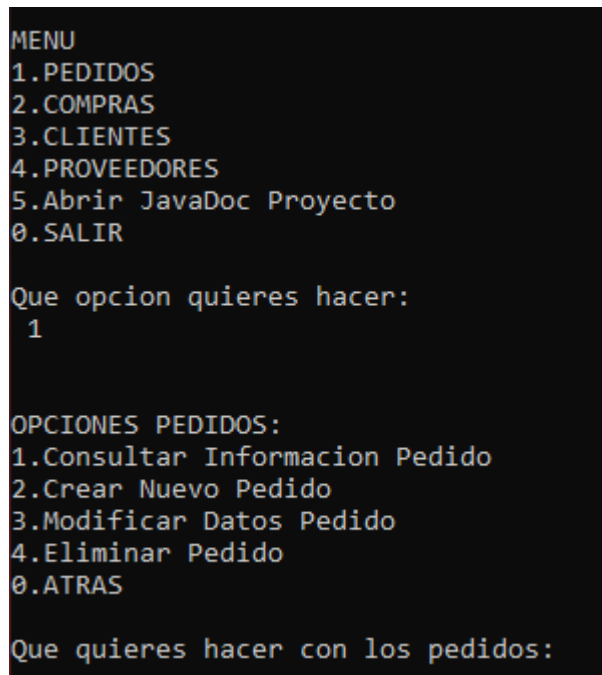 MENU
1.PEDIDOS
2.COMPRAS
3.CLIENTES
4.PROVEEDORES
5.Abrir JavaDoc Proyecto
0.SALIR
Que opcion quieres hacer:
1
OPCIONES PEDIDOS:
1.Consultar Informacion Pedido
2.Crear Nuevo Pedido
3.Modificar Datos Pedido
4.Eliminar Pedido
0.ATRAS
Que quieres hacer con los pedidos: